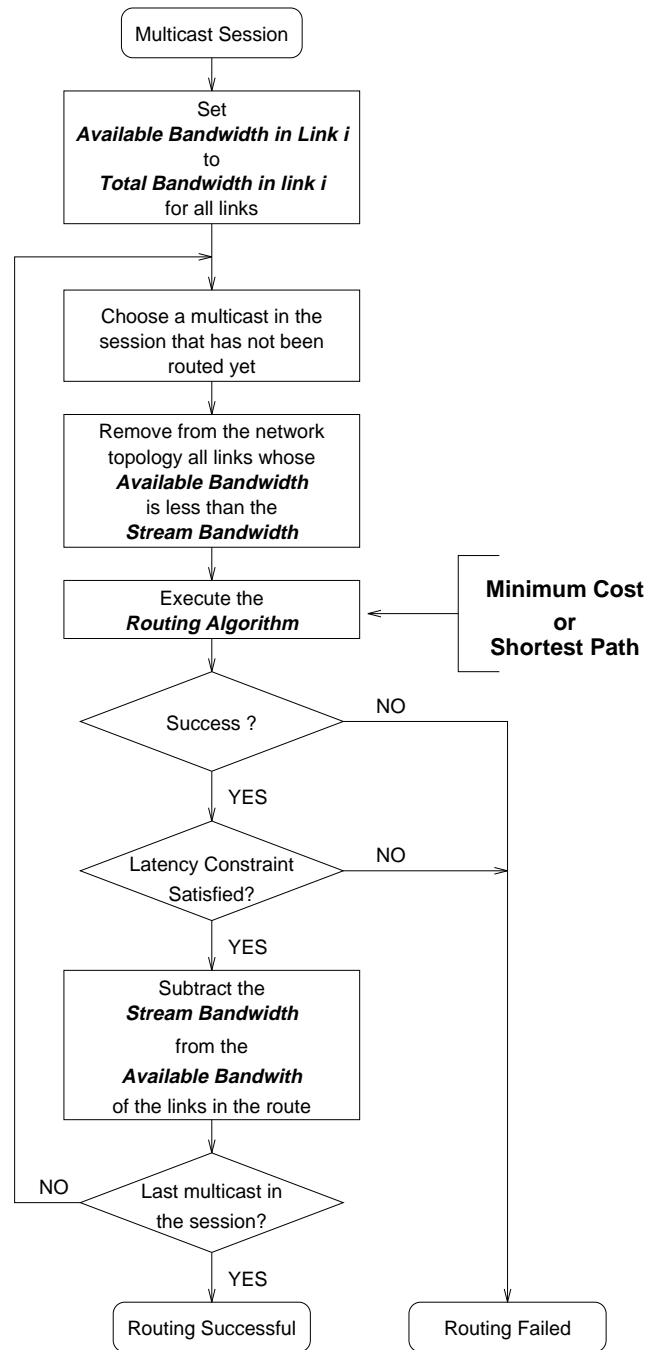 Multicast Session
Set
Available Bandwidth in Link i
to
Total Bandwidth in link i
for all links
Choose a multicast in the
session that has not been
routed yet
Remove from the network
topology all links whose
Available Bandwidth
is less than the
Stream Bandwidth
Execute the
Routing Algorithm
Minimum Cost
or
Shortest Path
Success ?
NO
YES
Latency Constraint
Satisfied?
NO
YES
Subtract the
Stream Bandwidth
from the
Available Bandwith
of the links in the route
NO
Last multicast in
the session?
YES
Routing Successful
Routing Failed